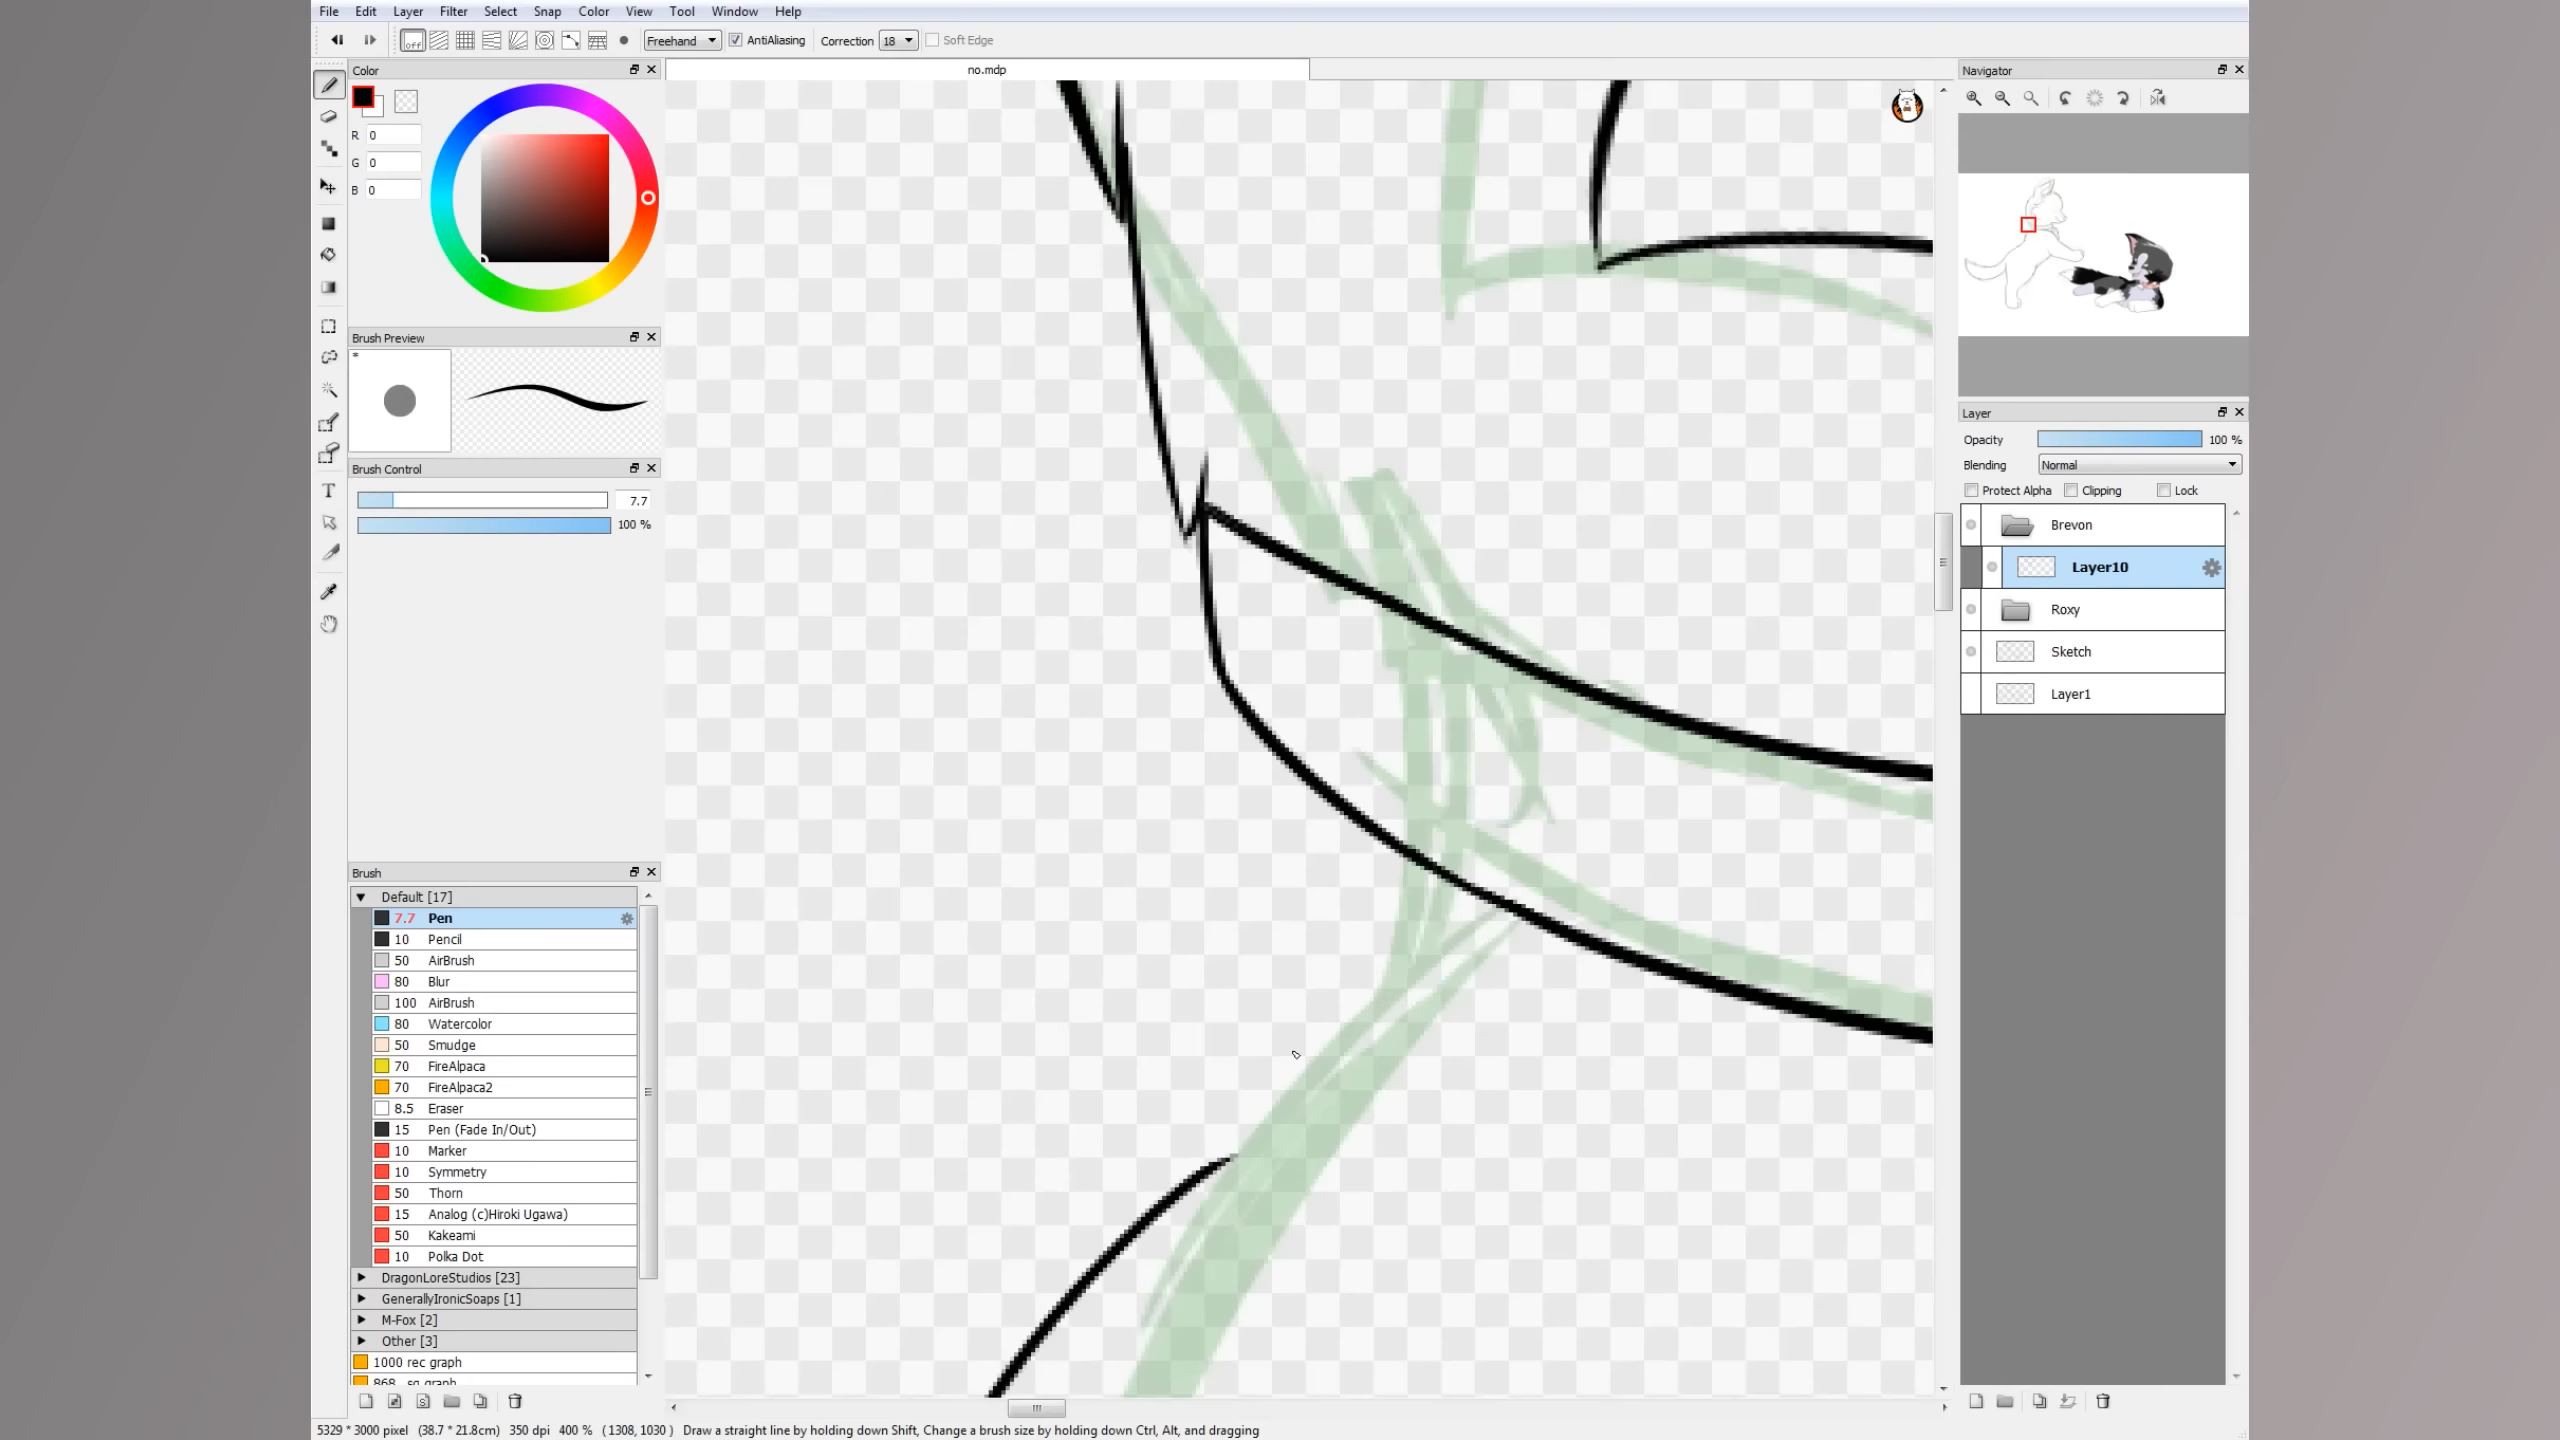 File Edit Layer Filter Select Snap Color View Tool Window Help
off Freehand AntiAliasing Correction 18 Soft Edge
Color
no.mdp
Navigator
R 0
G 0
B 0
Brush Preview
*
Layer
Opacity 100 %
Blending Normal
Protect Alpha Clipping Lock
Brush Control
7.7
100 %
Brevon
Layer10
Roxy
Sketch
Layer1
T
Brush
Default [17]
7.7 Pen
10 Pencil
50 AirBrush
80 Blur
100 AirBrush
80 Watercolor
50 Smudge
70 FireAlpaca
70 FireAlpaca2
8.5 Eraser
15 Pen (Fade In/Out)
10 Marker
10 Symmetry
50 Thorn
15 Analog (c)Hiroki Ugawa)
50 Kakeami
10 Polka Dot
DragonLoreStudios [23]
GenerallyIronicSoaps [1]
M-Fox [2]
Other [3]
1000 rec graph
868 sq graph
5329 * 3000 pixel (38.7 * 21.8cm) 350 dpi 400 % ( 1308, 1030 ) Draw a straight line by holding down Shift, Change a brush size by holding down Ctrl, Alt, and dragging